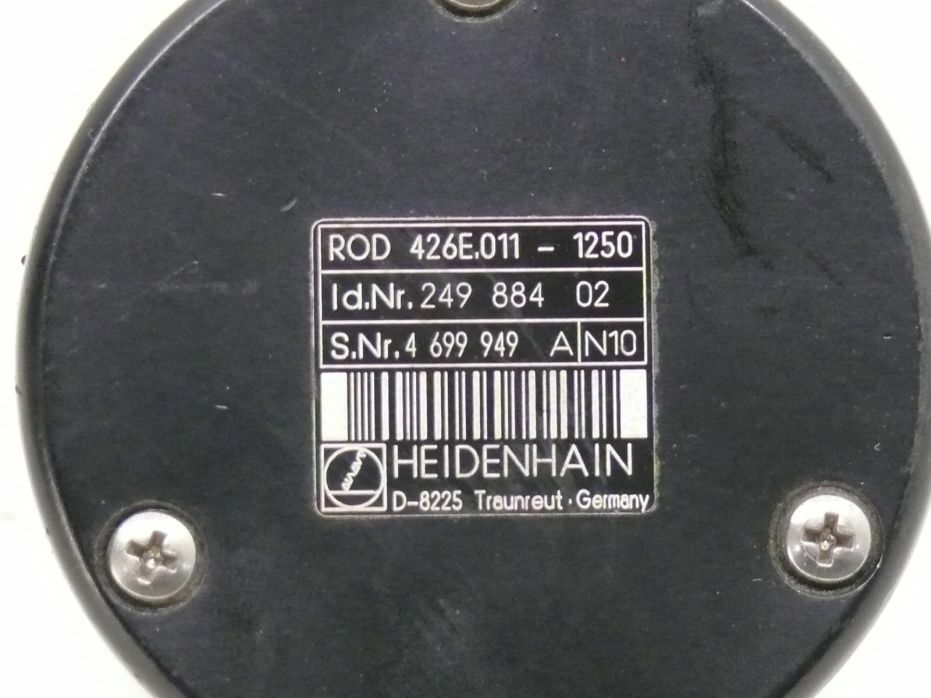 ROD 426E.011 - 1250
Id.Nr. 249 884 02
S.Nr. 4 699 949 A N10
HEIDENHAIN
D-8225 Traunreut · Germany